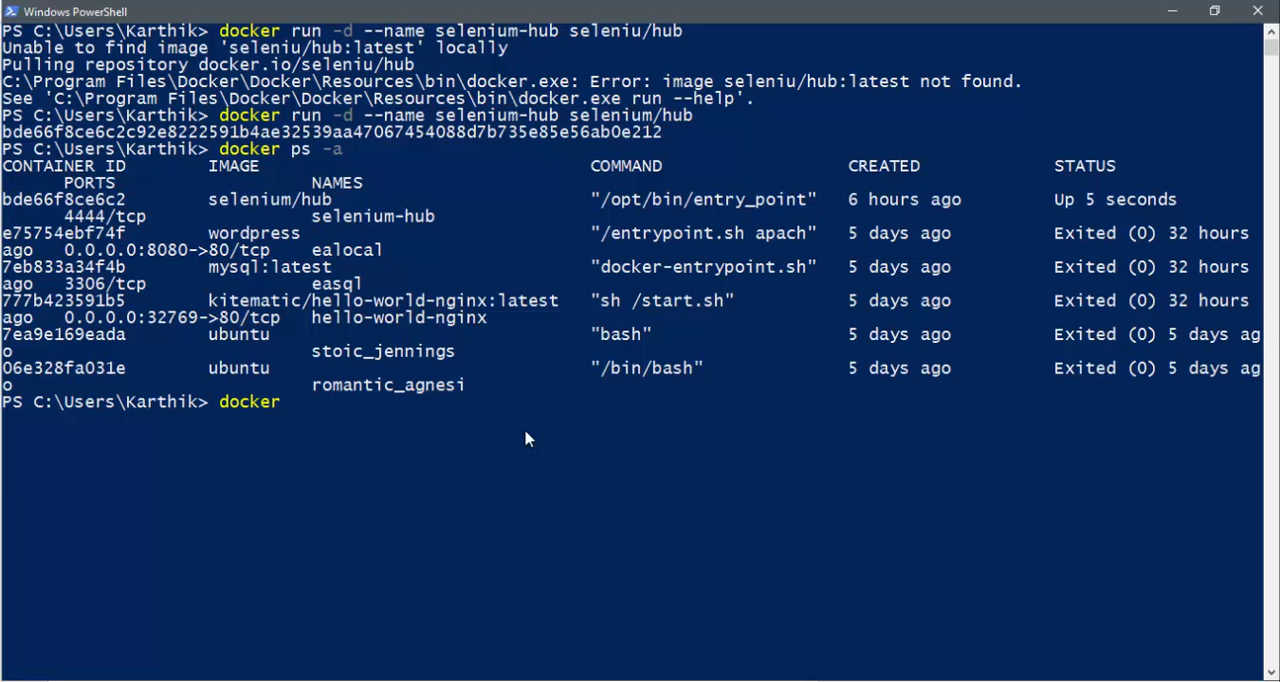 Windows PowerShell
PS C:\Users\Karthik> docker run -d --name selenium-hub seleniu/hub
Unable to find image 'seleniu/hub:latest' locally
Pulling repository docker.io/seleniu/hub
C:\Program Files\Docker\Docker\Resources\bin\docker.exe: Error: image seleniu/hub:latest not found.
See 'C:\Program Files\Docker\Docker\Resources\bin\docker.exe run --help'.
PS C:\Users\Karthik> docker run -d --name selenium-hub selenium/hub
bde66f8ce6c2c92e8222591b4ae32539aa47067454088d7b735e85e56ab0e212
PS C:\Users\Karthik> docker ps -a
CONTAINER ID IMAGE COMMAND CREATED STATUS
PORTS NAMES
bde66f8ce6c2 selenium/hub "/opt/bin/entry_point" 6 hours ago Up 5 seconds
4444/tcp selenium-hub
e75754ebf74f wordpress "/entrypoint.sh apach" 5 days ago Exited (0) 32 hours
ago 0.0.0.0:8080->80/tcp ealocal
7eb833a34f4b mysql:latest "docker-entrypoint.sh" 5 days ago Exited (0) 32 hours
ago 3306/tcp easql
777b423591b5 kitematic/hello-world-nginx:latest "sh /start.sh" 5 days ago Exited (0) 32 hours
ago 0.0.0.0:32769->80/tcp hello-world-nginx
7ea9e169eada ubuntu "bash" 5 days ago Exited (0) 5 days ag
o stoic_jennings
06e328fa031e ubuntu "/bin/bash" 5 days ago Exited (0) 5 days ag
o romantic_agnesi
PS C:\Users\Karthik> docker